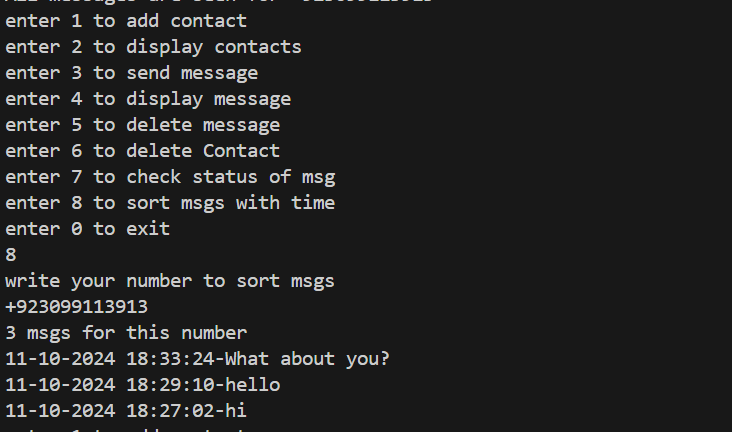 enter 1 to add contact
enter 2 to display contacts
enter 3 to send message
enter 4 to display message
enter 5 to delete message
enter 6 to delete Contact
enter 7 to check status of msg
enter 8 to sort msgs with time
enter 0 to exit
8
write your number to sort msgs
+923099113913
3 msgs for this number
11-10-2024 18:33:24-What about you?
11-10-2024 18:29:10-hello
11-10-2024 18:27:02-hi